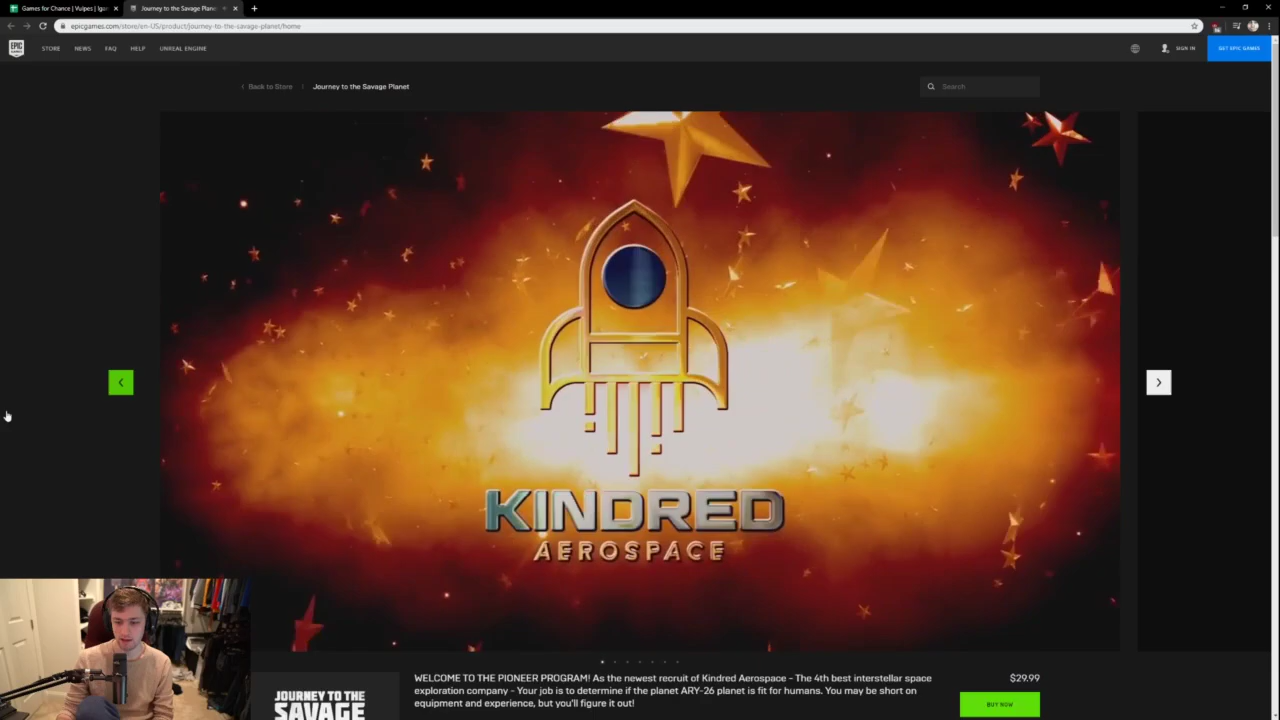 Games for Chance | Vulpes | Igan
Journey to the Savage Plane
epicgames.com/store/en-US/product/journey-to-the-savage-planet/home
EPIC GAMES
STORE
NEWS
FAQ
HELP
UNREAL ENGINE
SIGN IN
GET EPIC GAMES
Back to Store
Journey to the Savage Planet
Search
KINDRED
AEROSPACE
JOURNEY TO THE
SAVAGE
WELCOME TO THE PIONEER PROGRAM! As the newest recruit of Kindred Aerospace - The 4th best interstellar space
exploration company - Your job is to determine if the planet ARY-26 planet is fit for humans. You may be short on
equipment and experience, but you'll figure it out!
$29.99
BUY NOW